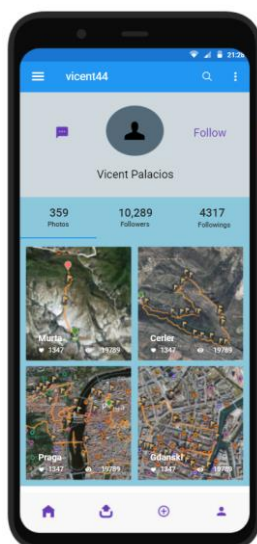 21:26
vicent44
Follow
Vicent Palacios
359 10,289 4317
Photos Followers Followings
Murta Cerler
1347 19789 1347 19789
Praga Gdansk
1347 19789 1347 19789